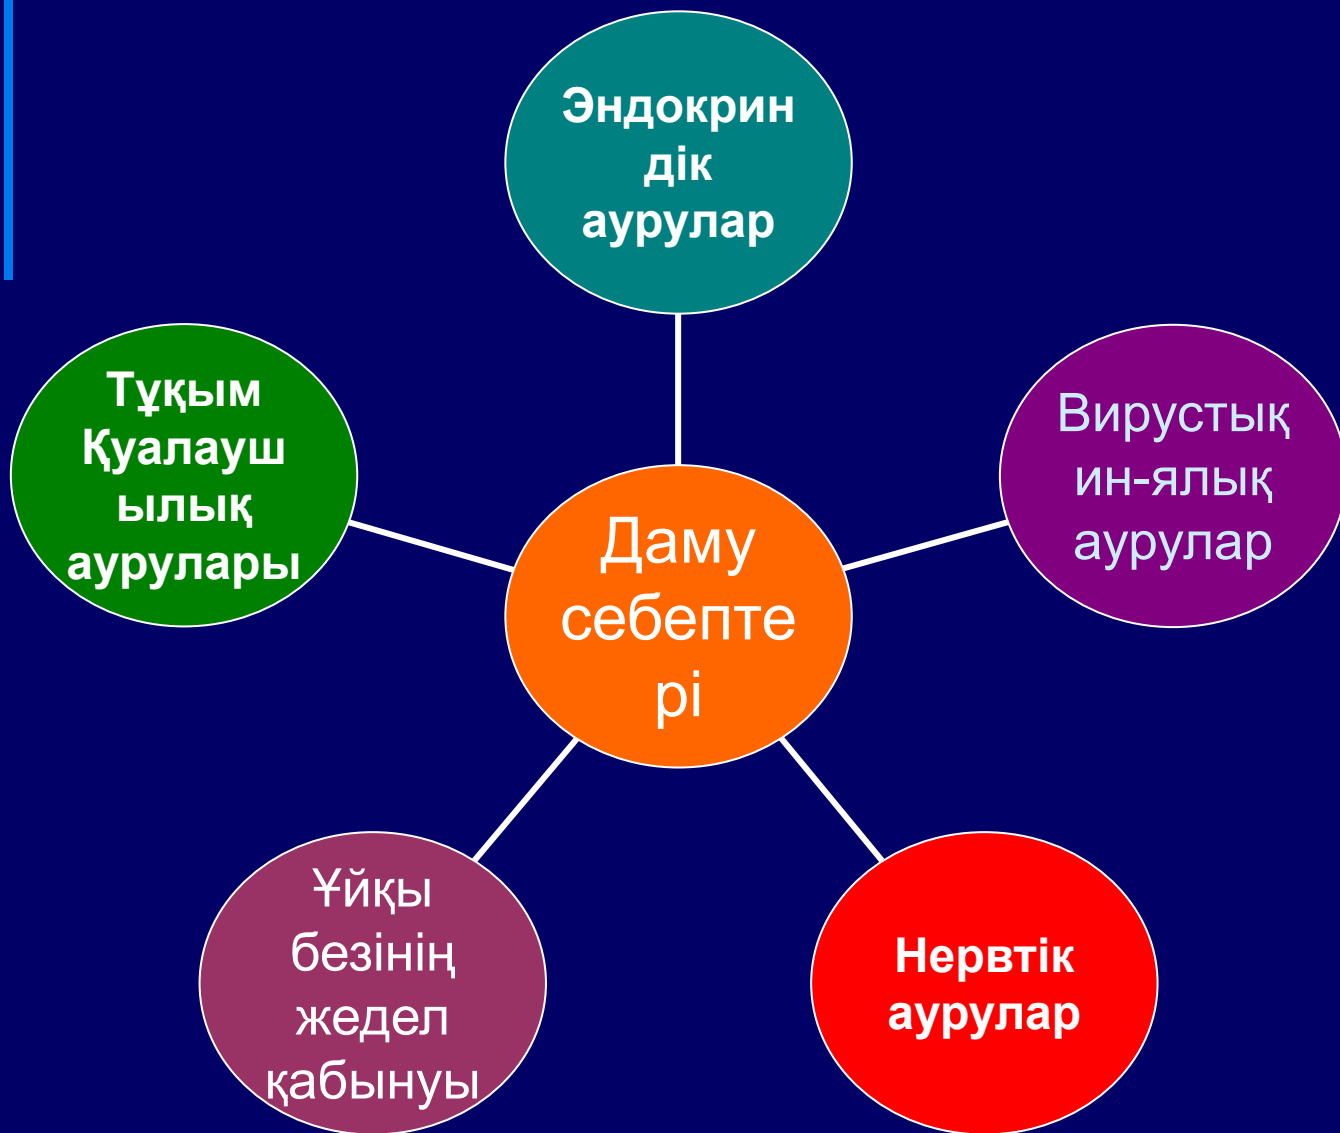 Эндокрин
дік
аурулар
Тұқым
Қуалауш
ылық
аурулары
Вирустық
ин-ялық
аурулар
Даму
себепте
рі
Ұйқы
безінің
жедел
қабынуы
Нервтік
аурулар